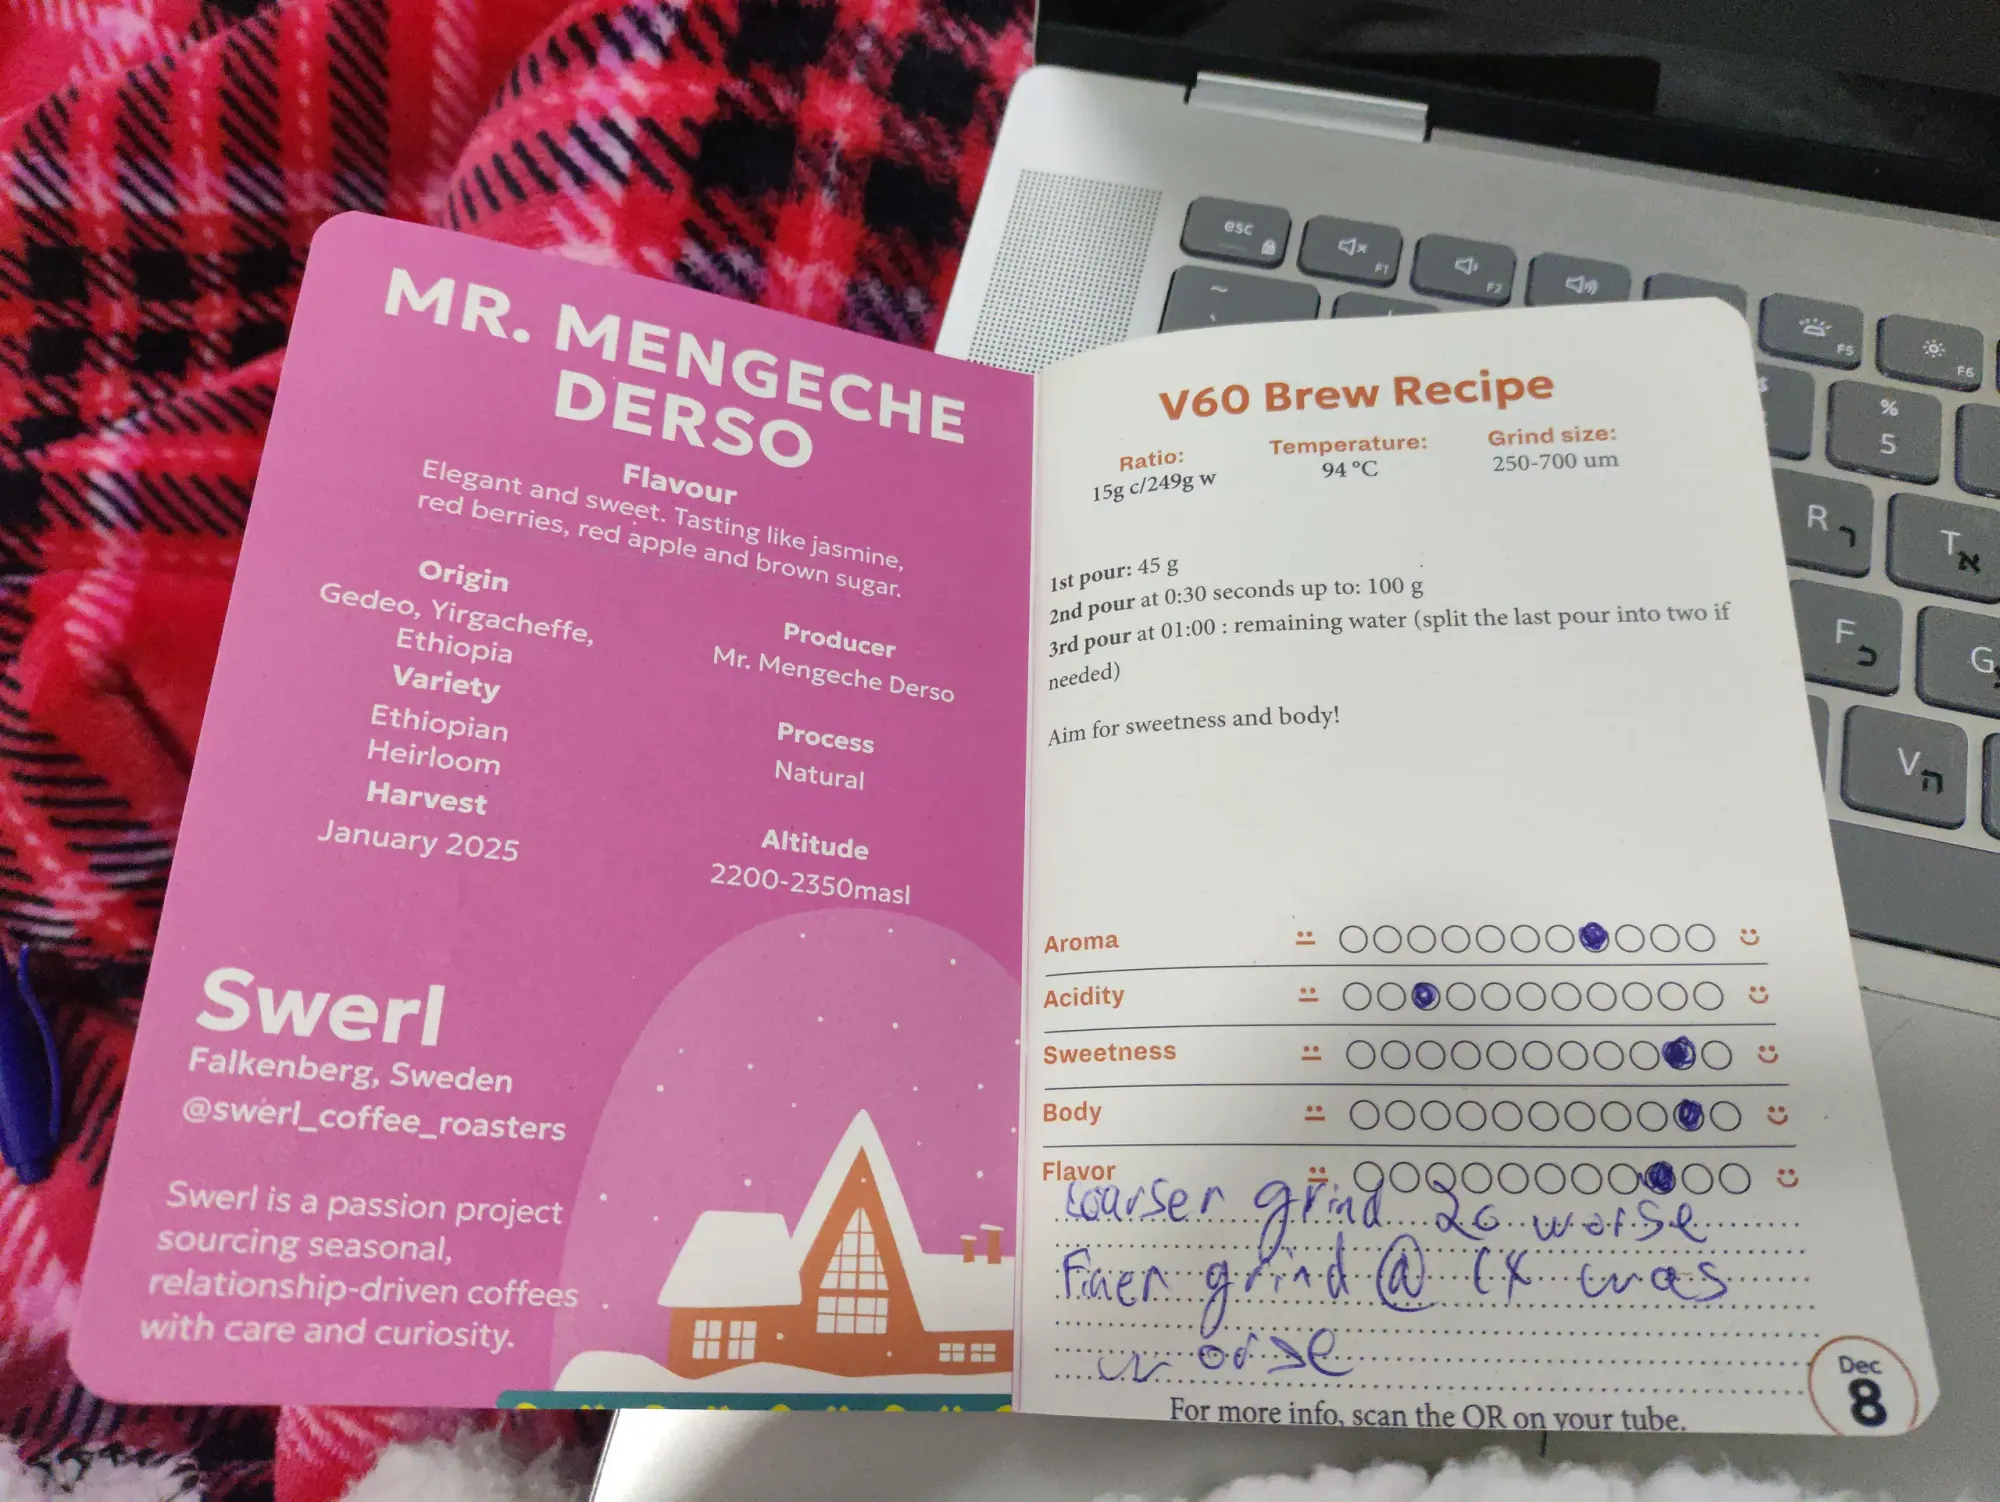 MR. MENGECHE
DERSO
Flavour
Elegant and sweet. Tasting like jasmine,
red berries, red apple and brown sugar.
Origin
Gedeo, Yirgacheffe,
Ethiopia
Variety
Ethiopian
Heirloom
Harvest
January 2025
Producer
Mr. Mengeche Derso
Process
Natural
Altitude
2200-2350masl
Swerl
Falkenberg, Sweden
@swerl_coffee_roasters
Swerl is a passion project
sourcing seasonal,
relationship-driven coffees
with care and curiosity.
V60 Brew Recipe
Ratio:
15g c/249g w
Temperature:
94 °C
Grind size:
250-700 um
1st pour: 45 g
2nd pour at 0:30 seconds up to: 100 g
3rd pour at 01:00 : remaining water (split the last pour into two if
needed)
Aim for sweetness and body!
Aroma
Acidity
Sweetness
Body
Flavor
coarser grind worse
Finer grind @ was
worse
Dec
8
For more info, scan the QR on your tube.
esc
F1
F2
F5
F6
%
5
R ר
T א
F כ
G
V ה